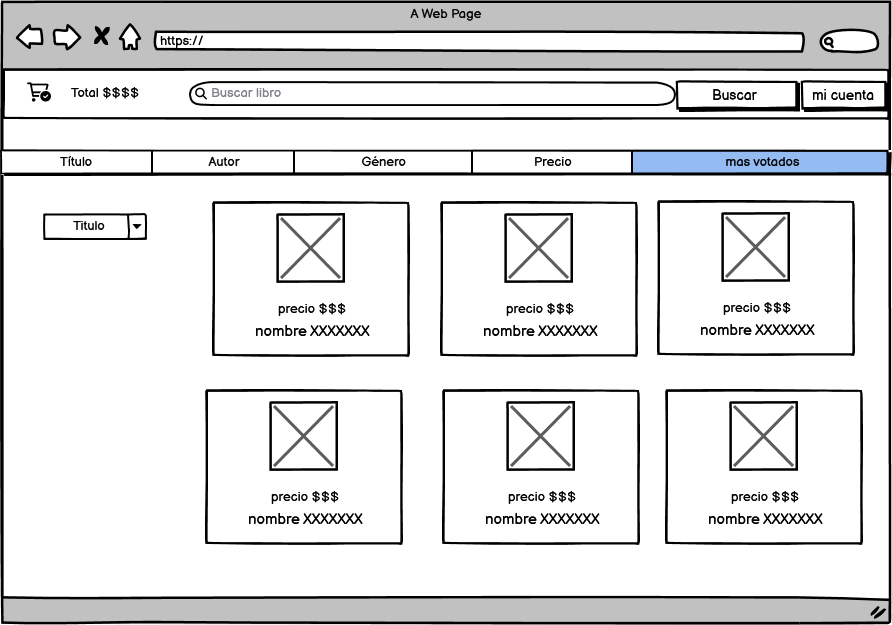 A Web Page
https://
Total $$$$
Buscar libro
Buscar
mi cuenta
Título
Autor
Género
Precio
mas votados
Titulo
precio $$$
nombre XXXXXXX
precio $$$
nombre XXXXXXX
precio $$$
nombre XXXXXXX
precio $$$
nombre XXXXXXX
precio $$$
nombre XXXXXXX
precio $$$
nombre XXXXXXX